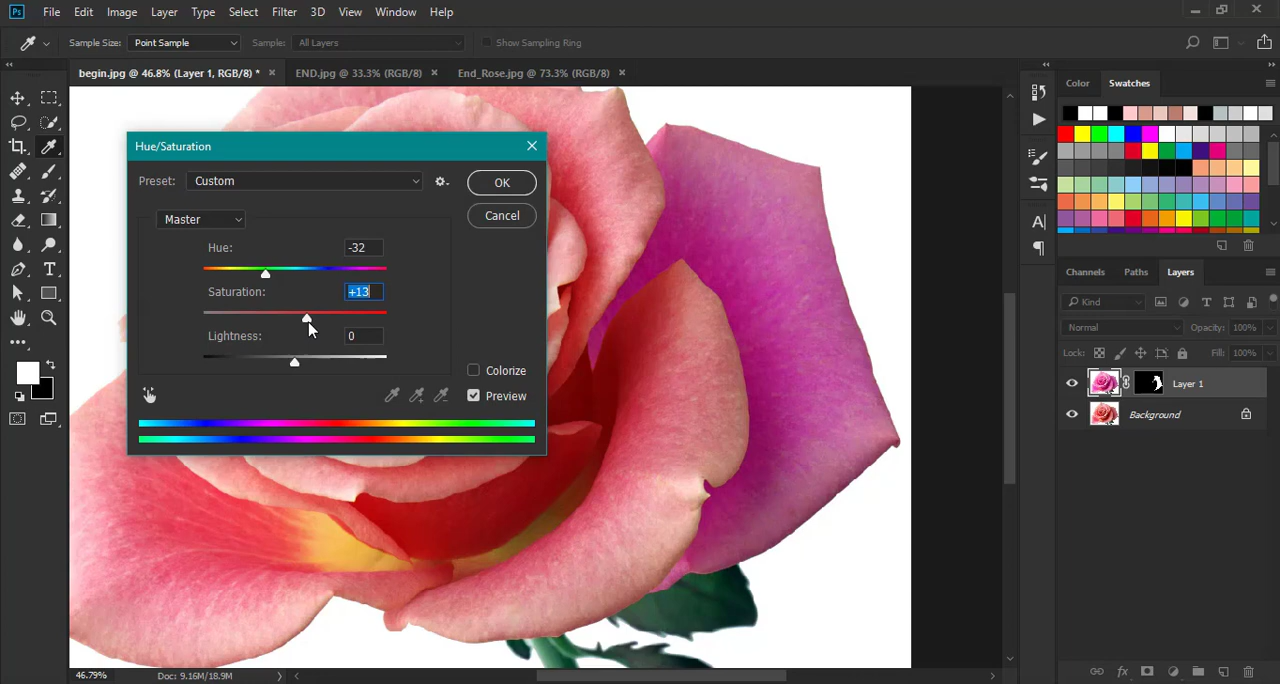 Ps File Edit Image Layer Type Select Filter 3D View Window Help
Sample Size: Point Sample Sample: All Layers Show Sampling Ring
begin.jpg @ 46.8% (Layer 1, RGB/8) * × END.jpg @ 33.3% (RGB/8) × End_Rose.jpg @ 73.3% (RGB/8) ×
Color Swatches
Hue/Saturation
Preset: Custom
OK
Master
Cancel
Hue: -32
Saturation: +13
Lightness: 0
Colorize
Preview
Channels Paths Layers
Kind
Normal Opacity: 100%
Lock: Fill: 100%
Layer 1
Background
46.79% Doc: 9.16M/18.9M